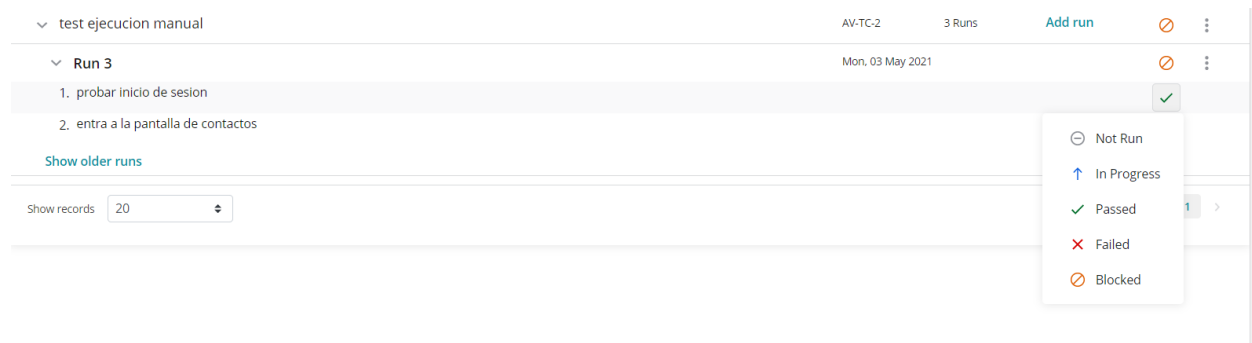 test ejecucion manual AV-TC-2 3 Runs Add run
Run 3 Mon, 03 May 2021
1. probar inicio de sesion
2. entra a la pantalla de contactos
Not Run
Show older runs
In Progress
Show records 20 Passed 1
Failed
Blocked